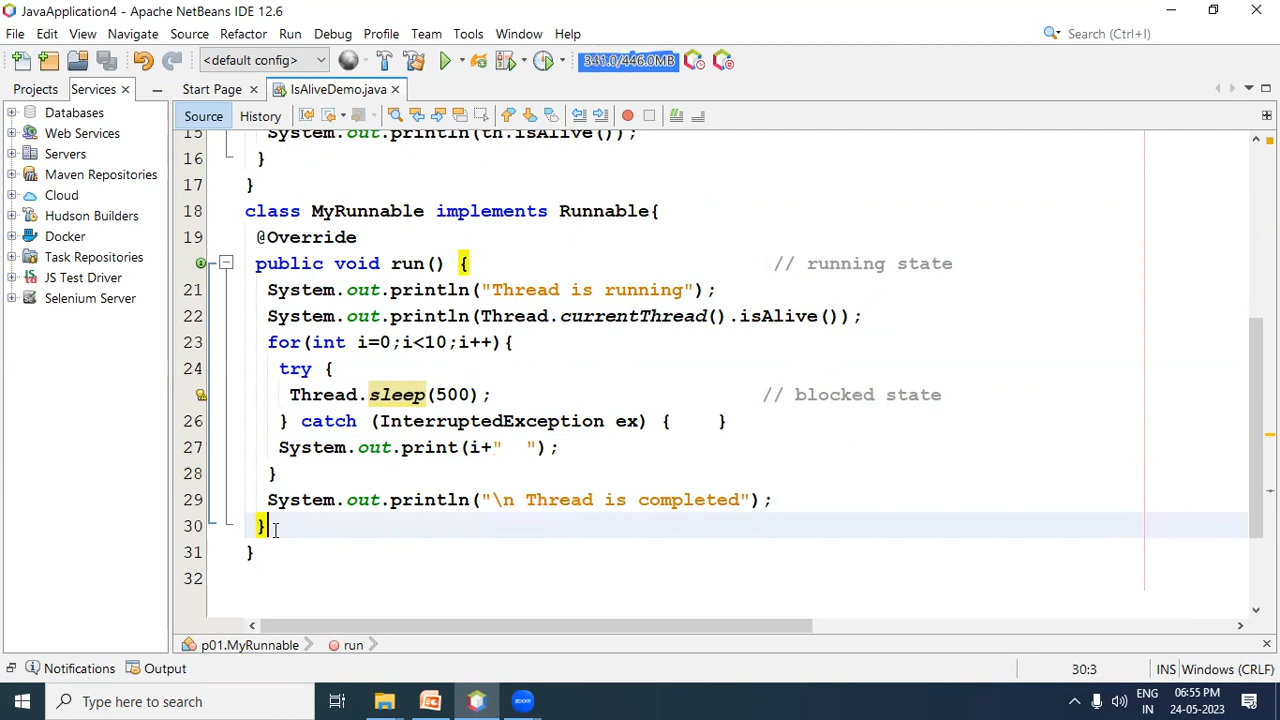 JavaApplication4 - Apache NetBeans IDE 12.6
File Edit View Navigate Source Refactor Run Debug Profile Team Tools Window Help
Search (Ctrl+I)
<default config>
341.0/446.0MB
Projects Services Start Page IsAliveDemo.java
Databases
Web Services
Servers
Maven Repositories
Cloud
Hudson Builders
Docker
Task Repositories
JS Test Driver
Selenium Server
Source History
15 System.out.println(th.isAlive());
16 }
17 }
18 class MyRunnable implements Runnable{
19 @Override
public void run() { // running state
21 System.out.println("Thread is running");
22 System.out.println(Thread.currentThread().isAlive());
23 for(int i=0;i<10;i++){
24 try {
Thread.sleep(500); // blocked state
26 } catch (InterruptedException ex) { }
27 System.out.print(i+"  ");
28 }
29 System.out.println("\n Thread is completed");
30 }
31 }
32
p01.MyRunnable run
Notifications Output 30:3 INS Windows (CRLF)
Type here to search
ENG
IN
06:55 PM
24-05-2023